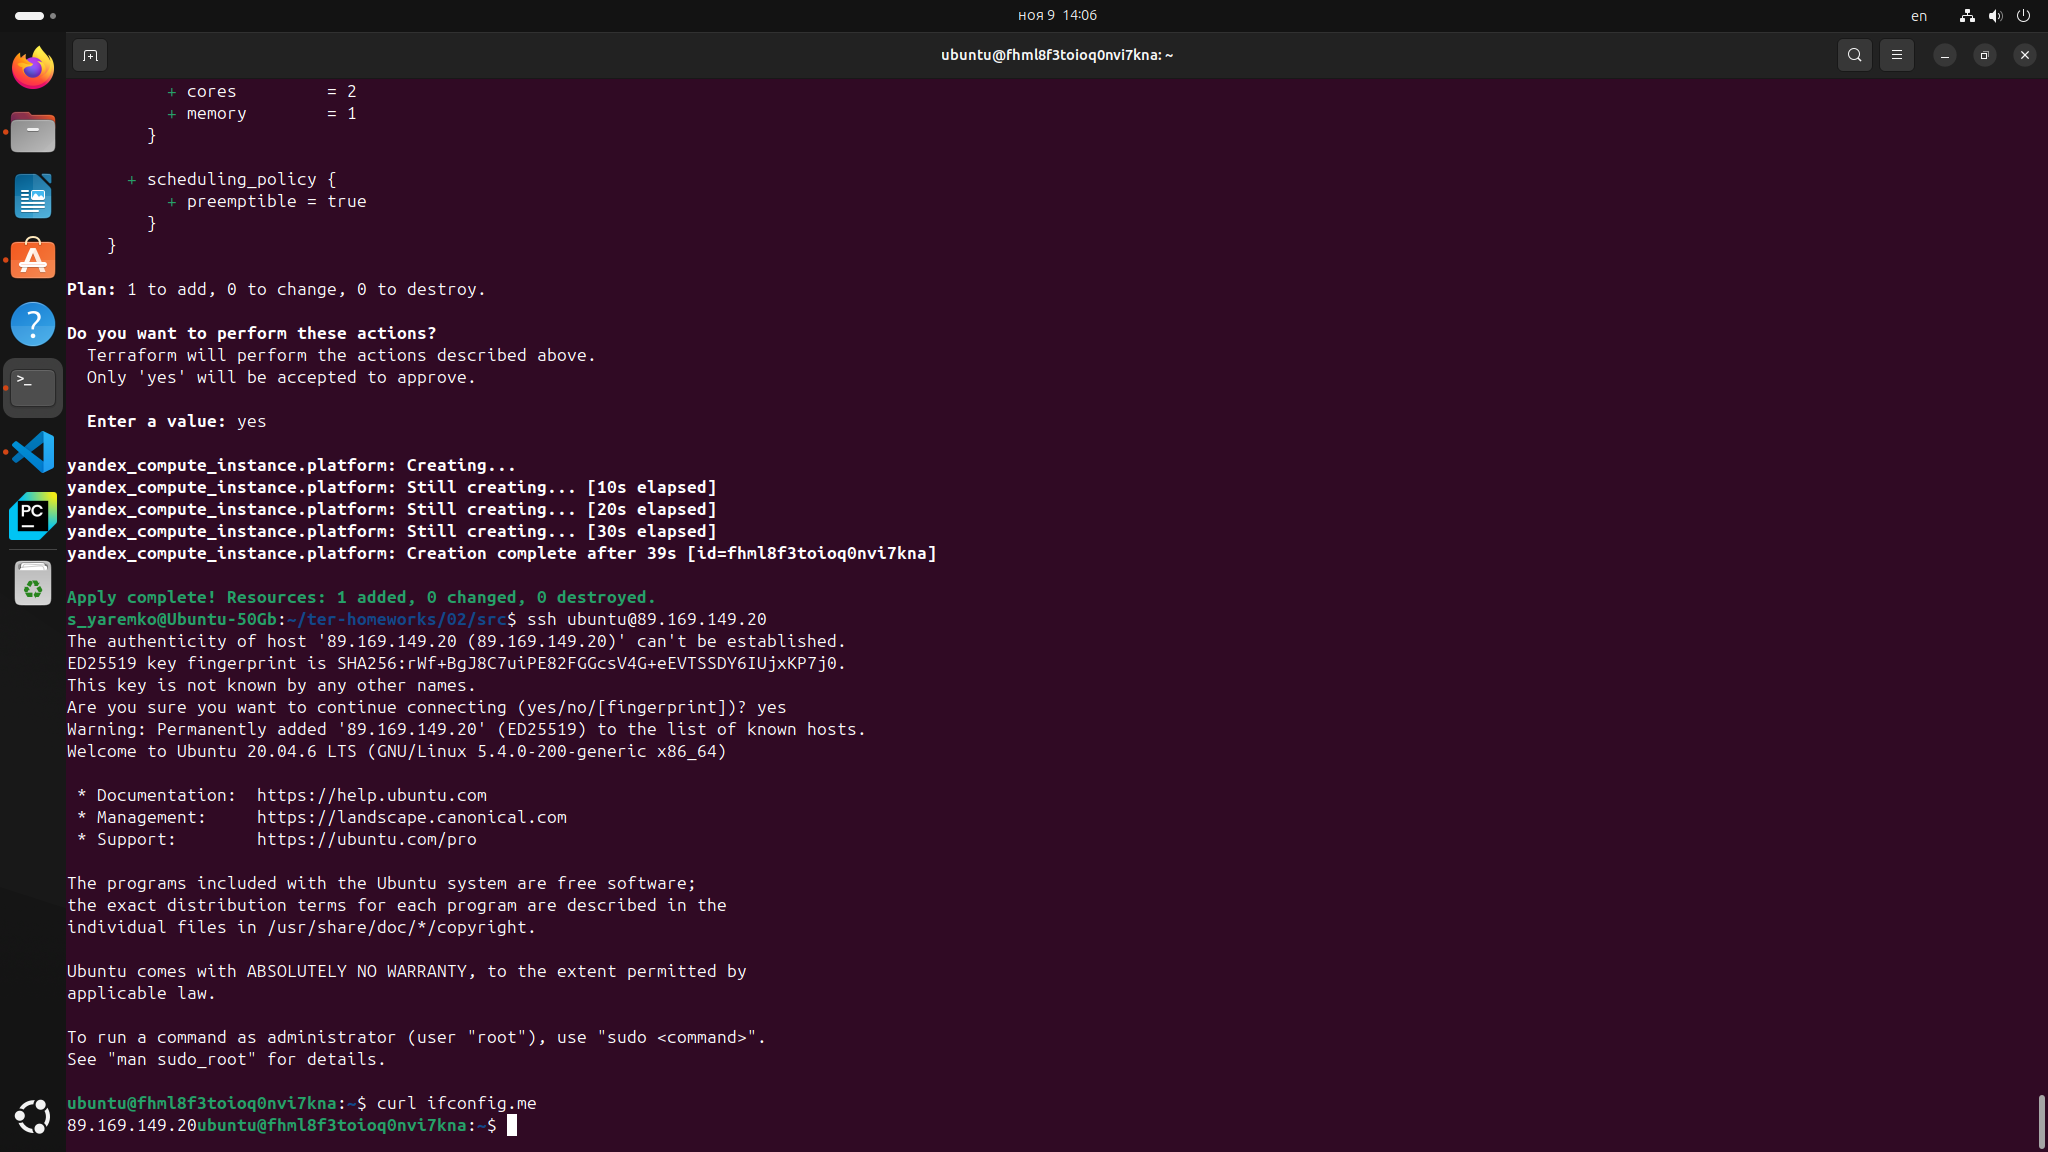 ноя 9 14:06
en
ubuntu@fhml8f3toioq0nvi7kna: ~
+ cores         = 2
+ memory        = 1
}
+ scheduling_policy {
+ preemptible = true
}
}
Plan: 1 to add, 0 to change, 0 to destroy.
Do you want to perform these actions?
Terraform will perform the actions described above.
Only 'yes' will be accepted to approve.
Enter a value: yes
yandex_compute_instance.platform: Creating...
yandex_compute_instance.platform: Still creating... [10s elapsed]
yandex_compute_instance.platform: Still creating... [20s elapsed]
yandex_compute_instance.platform: Still creating... [30s elapsed]
yandex_compute_instance.platform: Creation complete after 39s [id=fhml8f3toioq0nvi7kna]
Apply complete! Resources: 1 added, 0 changed, 0 destroyed.
s_yaremko@Ubuntu-50Gb:~/ter-homeworks/02/src$ ssh ubuntu@89.169.149.20
The authenticity of host '89.169.149.20 (89.169.149.20)' can't be established.
ED25519 key fingerprint is SHA256:rWf+BgJ8C7uiPE82FGGcsV4G+eEVTSSDY6IUjxKP7j0.
This key is not known by any other names.
Are you sure you want to continue connecting (yes/no/[fingerprint])? yes
Warning: Permanently added '89.169.149.20' (ED25519) to the list of known hosts.
Welcome to Ubuntu 20.04.6 LTS (GNU/Linux 5.4.0-200-generic x86_64)
* Documentation:  https://help.ubuntu.com
* Management:     https://landscape.canonical.com
* Support:        https://ubuntu.com/pro
The programs included with the Ubuntu system are free software;
the exact distribution terms for each program are described in the
individual files in /usr/share/doc/*/copyright.
Ubuntu comes with ABSOLUTELY NO WARRANTY, to the extent permitted by
applicable law.
To run a command as administrator (user "root"), use "sudo <command>".
See "man sudo_root" for details.
ubuntu@fhml8f3toioq0nvi7kna:~$ curl ifconfig.me
89.169.149.20ubuntu@fhml8f3toioq0nvi7kna:~$
PC